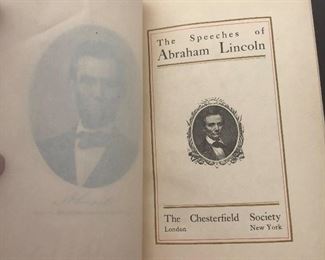 The Speeches of
Abraham Lincoln
The Chesterfield Society
London New York